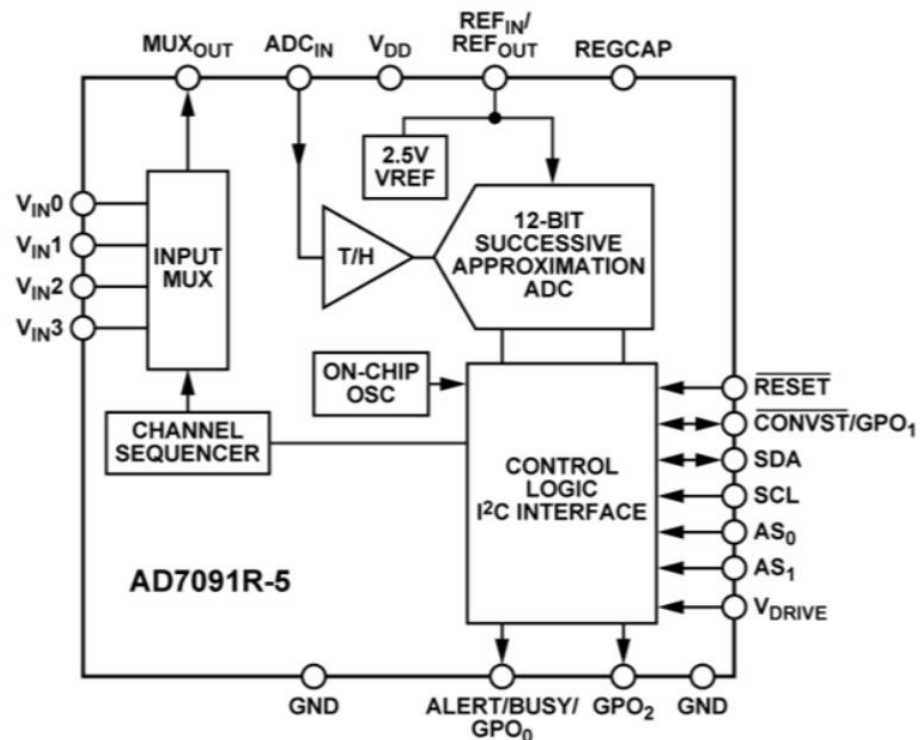 MUXOUT
ADCIN
VDD
REFIN/
REFOUT
REGCAP
2.5V
VREF
VIN0
VIN1
VIN2
VIN3
INPUT
MUX
T/H
12-BIT
SUCCESSIVE
APPROXIMATION
ADC
ON-CHIP
OSC
CHANNEL
SEQUENCER
CONTROL
LOGIC
I²C INTERFACE
RESET
CONVST/GPO1
SDA
SCL
AS0
AS1
VDRIVE
AD7091R-5
GND
ALERT/BUSY/
GPO0
GPO2
GND